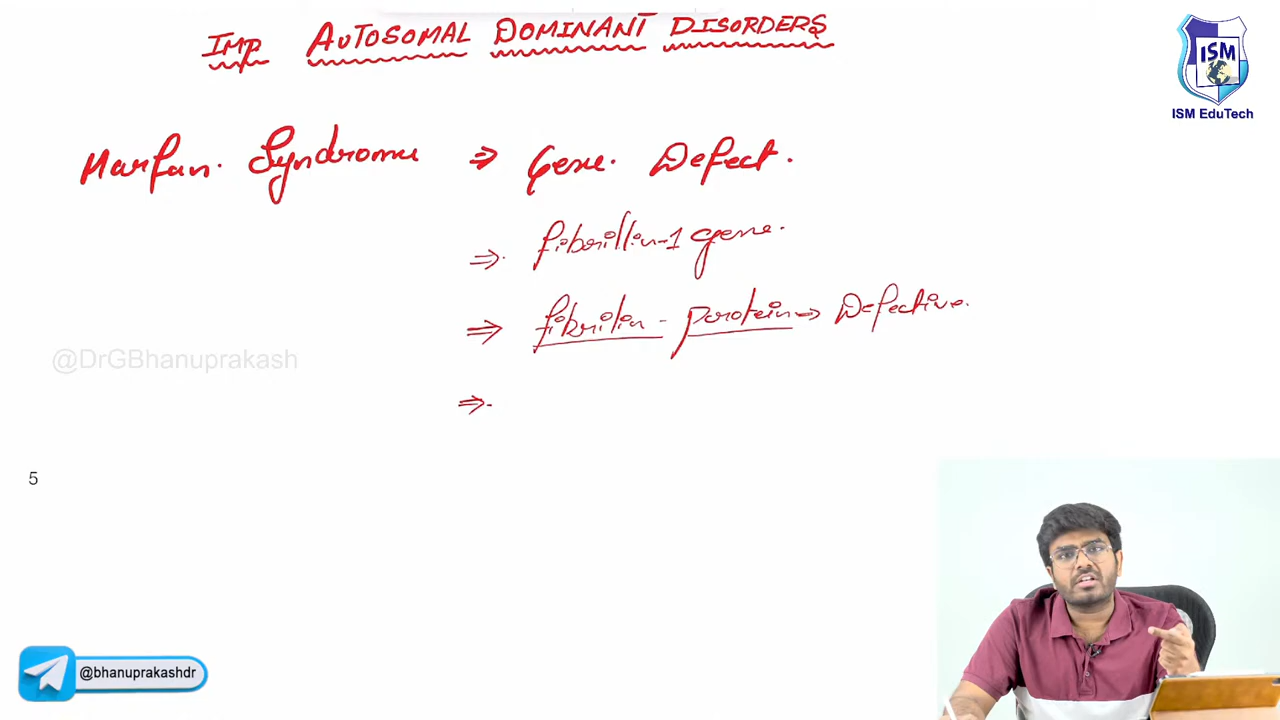 IMP AUTOSOMAL DOMINANT DISORDERS
ISM
ISM EduTech
Marfan Syndrome ⇒ Gene Defect.
⇒ fibrillin-1 gene.
⇒ fibrilin - protein → Defective.
@DrGBhanuprakash
⇒
5
@bhanuprakashdr